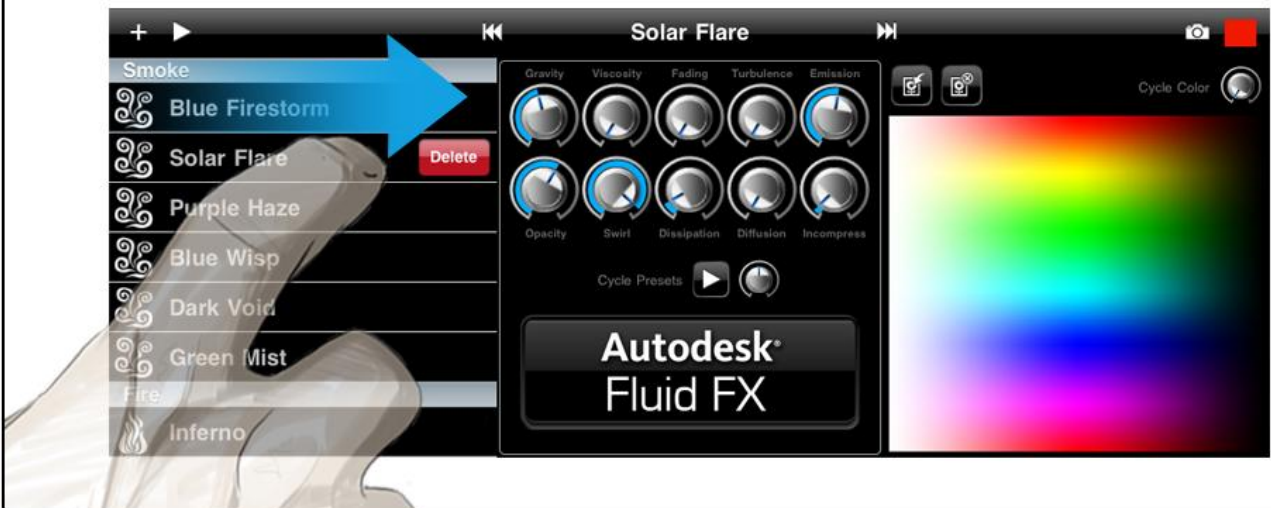 Solar Flare
Smoke
Blue Firestorm
Solar Flare
Delete
Purple Haze
Blue Wisp
Dark Void
Green Mist
Fire
Inferno
Gravity Viscosity Fading Turbulence Emission
Opacity Swirl Dissipation Diffusion Incompress
Cycle Presets
Autodesk®
Fluid FX
Cycle Color